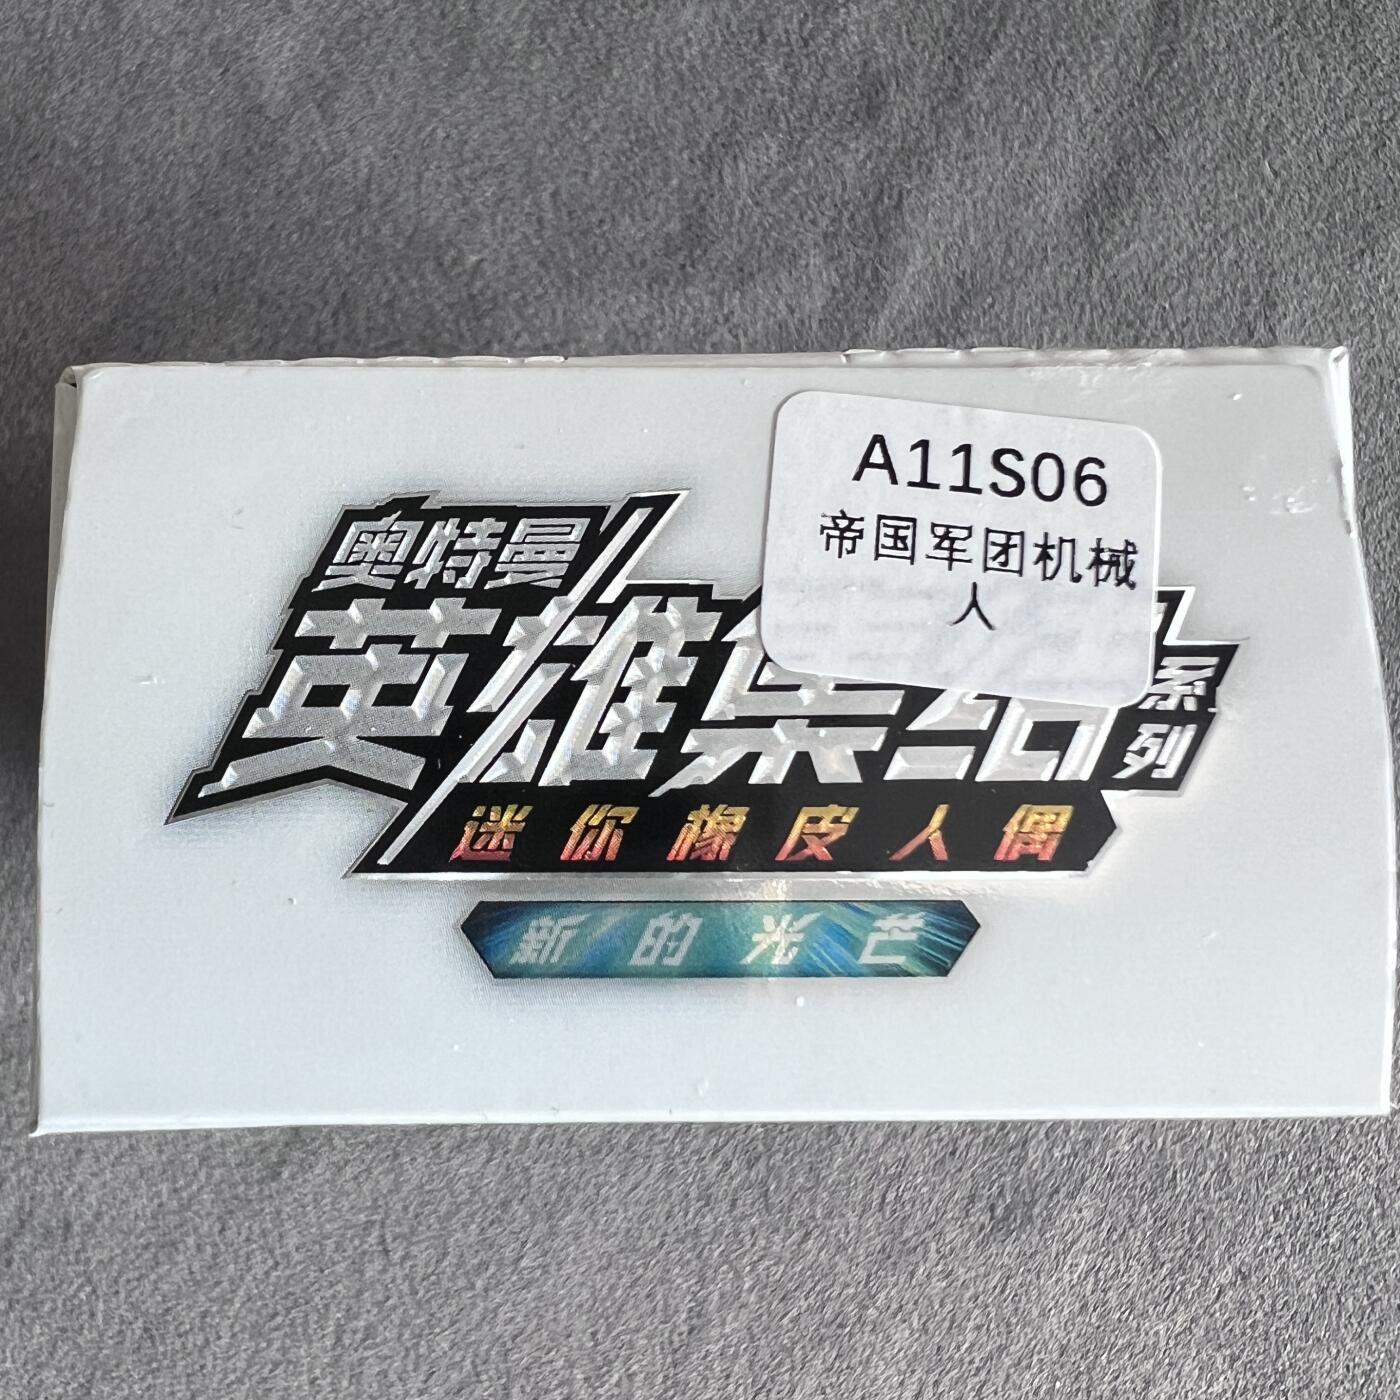 A11S06
帝国军团机械
人
奥特曼
英雄集结
系列
迷你橡皮人偶
新的光芒